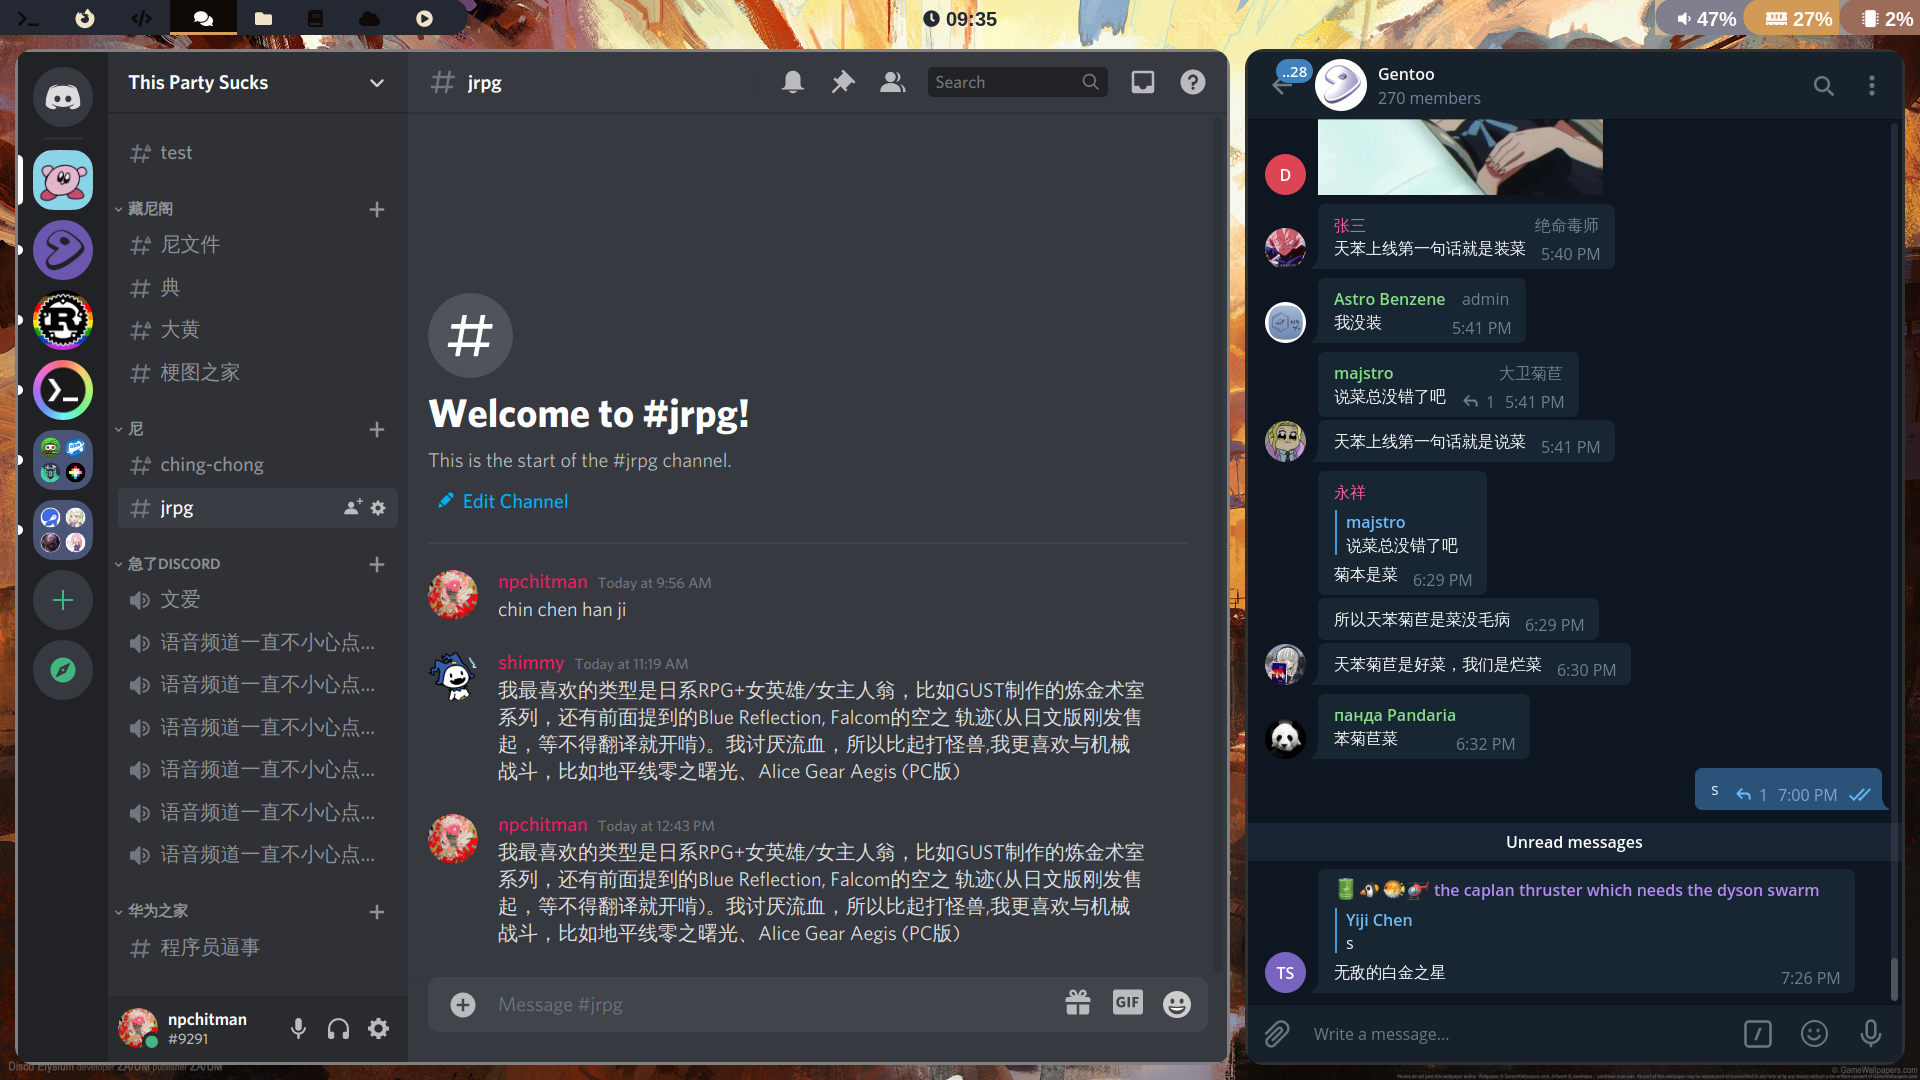 09:35
47%
27%
2%
This Party Sucks
test
藏尼阁
尼文件
典
大黄
梗图之家
尼
ching-chong
jrpg
急了DISCORD
文爱
语音频道一直不小心点...
语音频道一直不小心点...
语音频道一直不小心点...
语音频道一直不小心点...
语音频道一直不小心点...
语音频道一直不小心点...
华为之家
程序员逼事
npchitman
#9291
jrpg
Search
Welcome to #jrpg!
This is the start of the #jrpg channel.
Edit Channel
npchitman Today at 9:56 AM
chin chen han ji
shimmy Today at 11:19 AM
我最喜欢的类型是日系RPG+女英雄/女主人翁，比如GUST制作的炼金术室
系列，还有前面提到的Blue Reflection, Falcom的空之 轨迹(从日文版刚发售
起，等不得翻译就开啃)。我讨厌流血，所以比起打怪兽,我更喜欢与机械
战斗，比如地平线零之曙光、Alice Gear Aegis (PC版)
npchitman Today at 12:43 PM
我最喜欢的类型是日系RPG+女英雄/女主人翁，比如GUST制作的炼金术室
系列，还有前面提到的Blue Reflection, Falcom的空之 轨迹(从日文版刚发售
起，等不得翻译就开啃)。我讨厌流血，所以比起打怪兽,我更喜欢与机械
战斗，比如地平线零之曙光、Alice Gear Aegis (PC版)
Message #jrpg
GIF
..28
Gentoo
270 members
D
张三 绝命毒师
天苯上线第一句话就是装菜 5:40 PM
Astro Benzene admin
我没装 5:41 PM
majstro 大卫菊苣
说菜总没错了吧 1 5:41 PM
天苯上线第一句话就是说菜 5:41 PM
永祥
majstro
说菜总没错了吧
菊本是菜 6:29 PM
所以天苯菊苣是菜没毛病 6:29 PM
天苯菊苣是好菜，我们是烂菜 6:30 PM
панда Pandaria
苯菊苣菜 6:32 PM
s 1 7:00 PM
Unread messages
the caplan thruster which needs the dyson swarm
Yiji Chen
s
TS
无敌的白金之星 7:26 PM
Write a message...
Disco Elysium developer ZA/UM publisher ZA/UM
© GameWallpapers.com